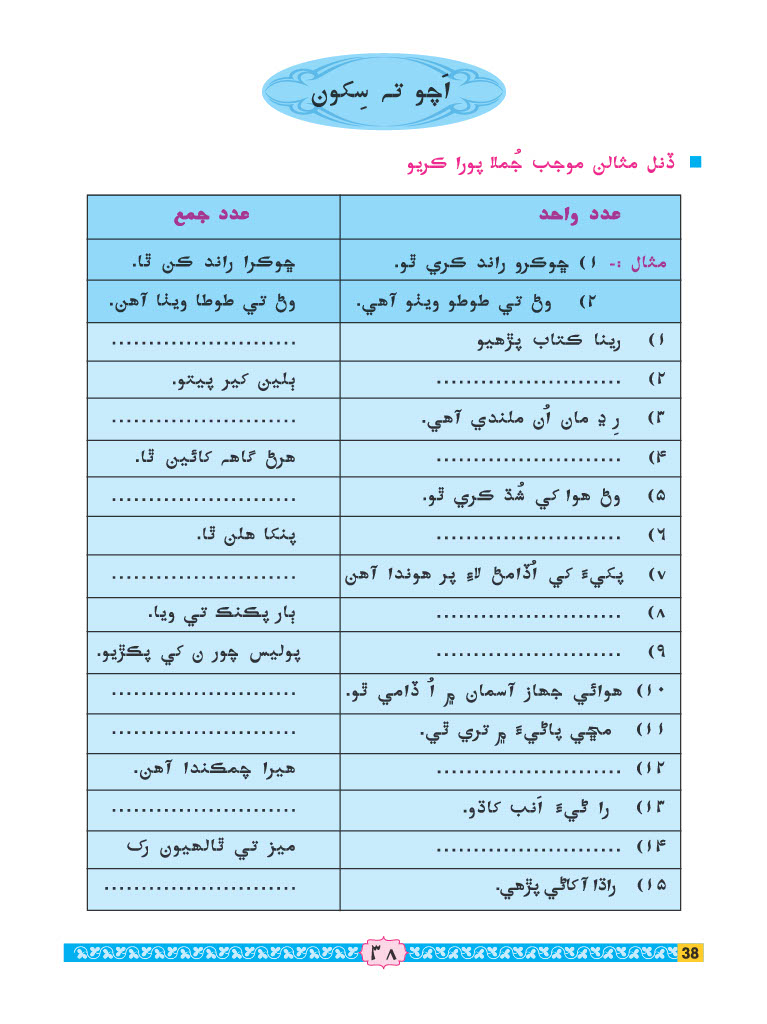 اَچو ته سِکون
ڏنل مثالن موجب جُملا پورا ڪريو
عدد واحد	عدد جمع
مثال :- ۱) ڇوڪرو راند ڪري ٿو.	ڇوڪرا راند ڪن ٿا.
۲) وڻ تي طوطو ويٺو آهي.	وڻ تي طوطا ويٺا آهن.
۱) رينا ڪتاب پڙهيو	.........................
۲) .........................	ٻلين کير پيتو.
۳) رِ ڍ مان اُن ملندي آهي.	.........................
۴) .........................	هرڻ گاهه کائين ٿا.
۵) وڻ هوا کي شُڌ ڪري ٿو.	.........................
۶) .........................	پنکا هلن ٿا.
۷) پکيءَ کي اُڏامڻ لاءِ پر هوندا آهن	.........................
۸) .........................	ٻار پڪنڪ تي ويا.
۹) .........................	پوليس چور ن کي پڪڙيو.
۱۰) هوائي جهاز آسمان ۾ اُ ڏامي ٿو.	.........................
۱۱) مڇي پاڻيءَ ۾ تري ٿي.	.........................
۱۲) .........................	هيرا چمڪندا آهن.
۱۳) را ڻيءَ اَنب کاڌو.	.........................
۱۴) .........................	ميز تي ٿالهيون رک
۱۵) راڌا آکاڻي پڙهي.	..........................
۳۸
38